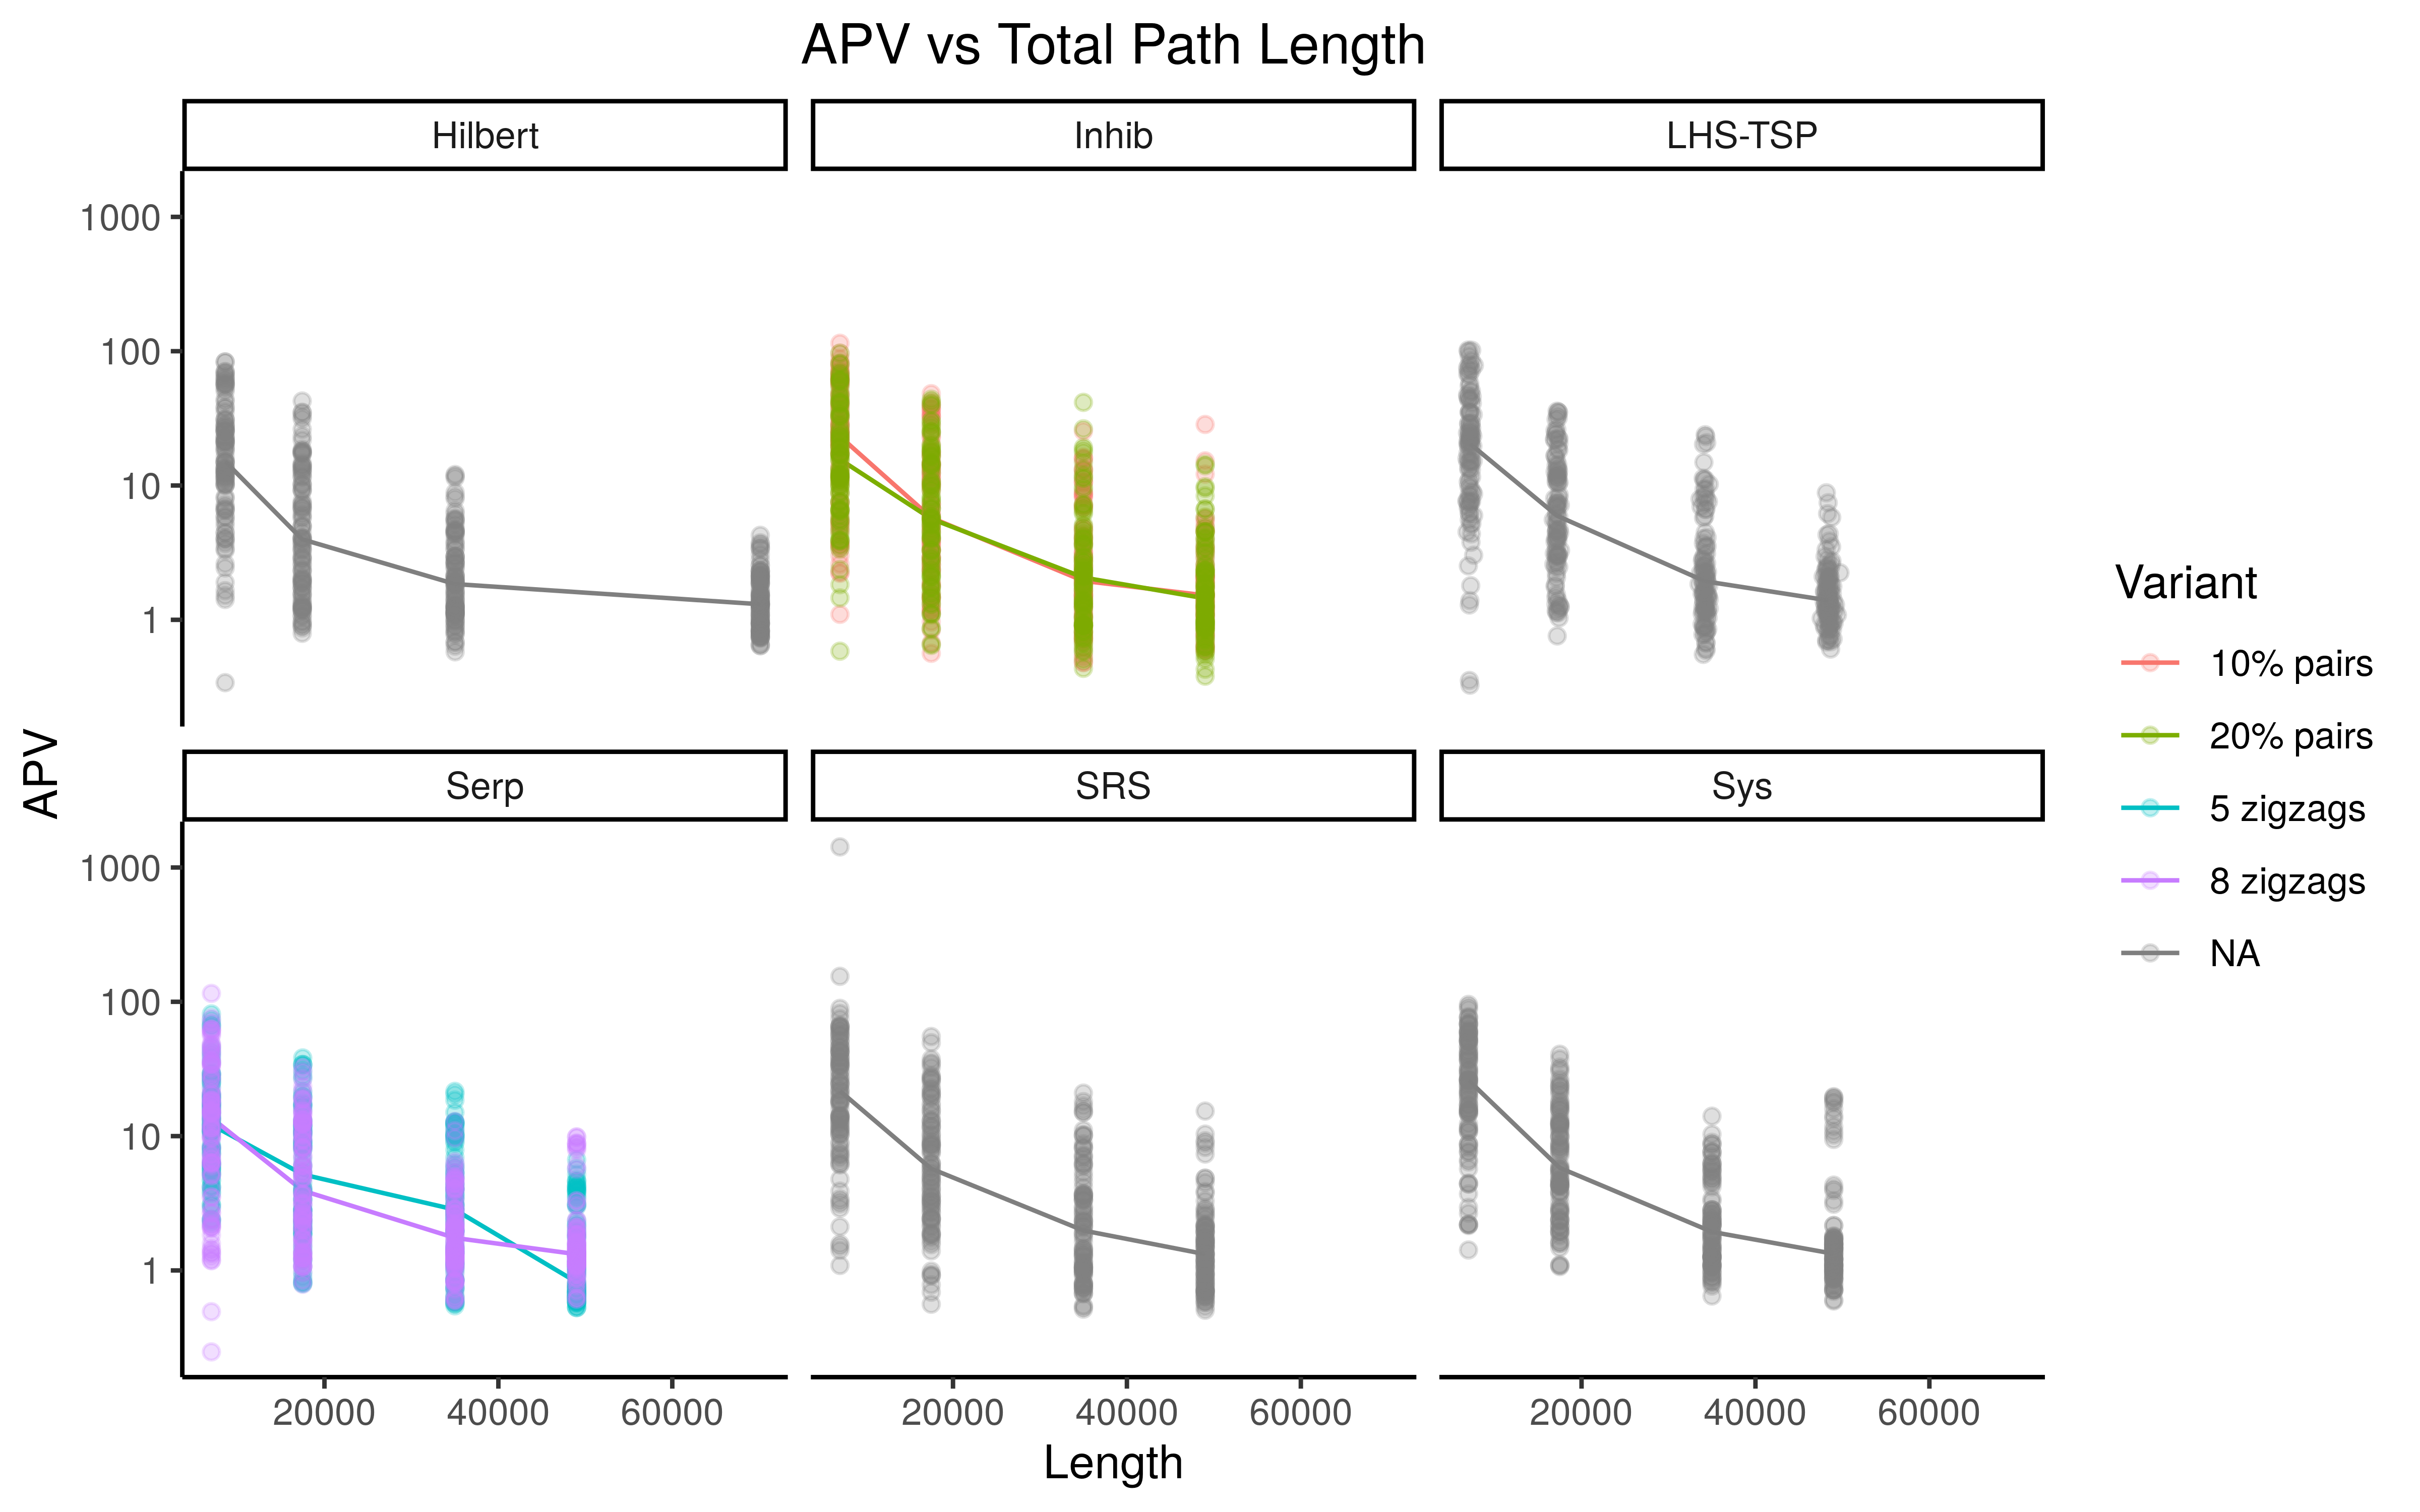 APV vs Total Path Length
Hilbert
Inhib
LHS-TSP
1000
100
10
1
APV
Serp
SRS
Sys
1000
100
10
1
20000
40000
60000
20000
40000
60000
20000
40000
60000
Length
Variant
10% pairs
20% pairs
5 zigzags
8 zigzags
NA